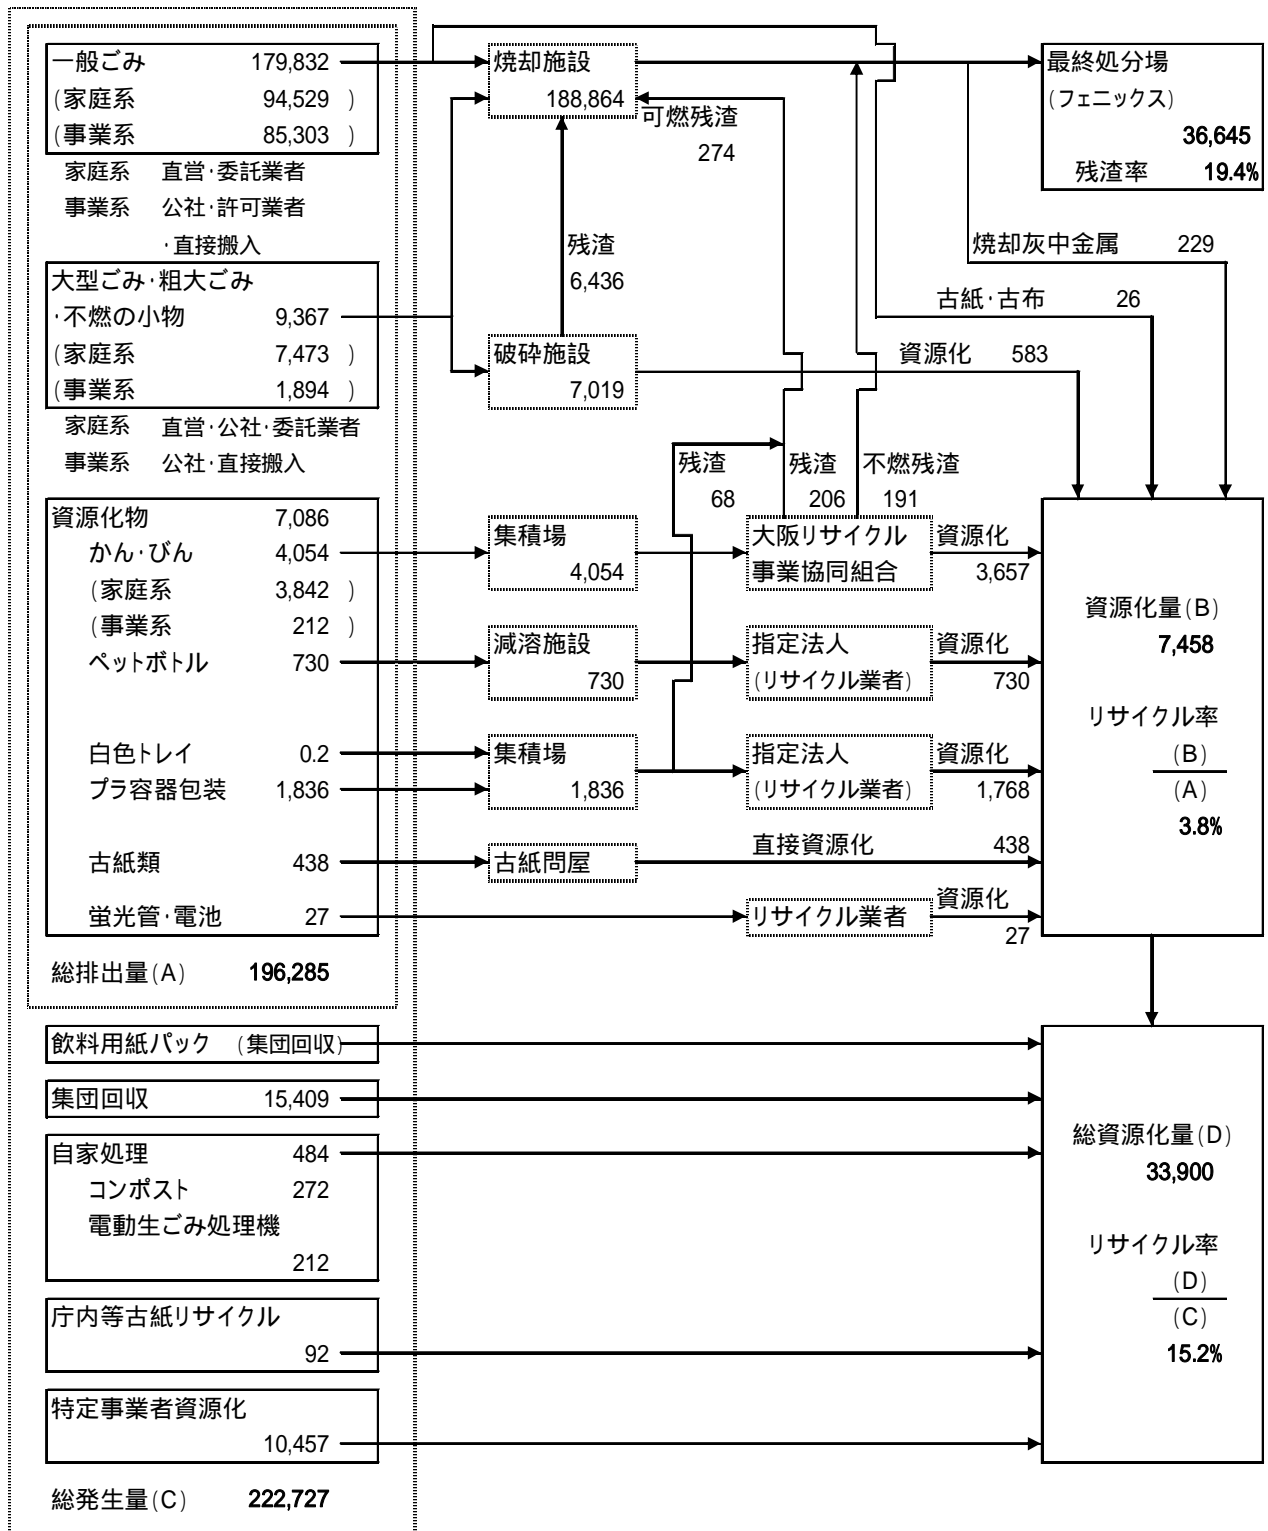 一般ごみ 179,832
(家庭系 94,529 )
(事業系 85,303 )
家庭系 直営・委託業者
事業系 公社・許可業者
・直接搬入
大型ごみ・粗大ごみ
・不燃の小物 9,367
(家庭系 7,473 )
(事業系 1,894 )
家庭系 直営・公社・委託業者
事業系 公社・直接搬入
資源化物 7,086
かん・びん 4,054
(家庭系 3,842 )
(事業系 212 )
ペットボトル 730
白色トレイ 0.2
プラ容器包装 1,836
古紙類 438
蛍光管・電池 27
総排出量(A) 196,285
飲料用紙パック (集団回収)
集団回収 15,409
自家処理 484
コンポスト 272
電動生ごみ処理機
212
庁内等古紙リサイクル
92
特定事業者資源化
10,457
総発生量(C) 222,727
焼却施設
188,864
可燃残渣
274
残渣
6,436
破砕施設
7,019
資源化 583
残渣
68
残渣
206
不燃残渣
191
集積場
4,054
大阪リサイクル
事業協同組合
資源化
3,657
減溶施設
730
指定法人
(リサイクル業者)
資源化
730
集積場
1,836
指定法人
(リサイクル業者)
資源化
1,768
古紙問屋
直接資源化 438
リサイクル業者
資源化
27
最終処分場
(フェニックス)
36,645
残渣率 19.4%
焼却灰中金属 229
古紙・古布 26
資源化量(B)
7,458
リサイクル率
(B)
(A)
3.8%
総資源化量(D)
33,900
リサイクル率
(D)
(C)
15.2%